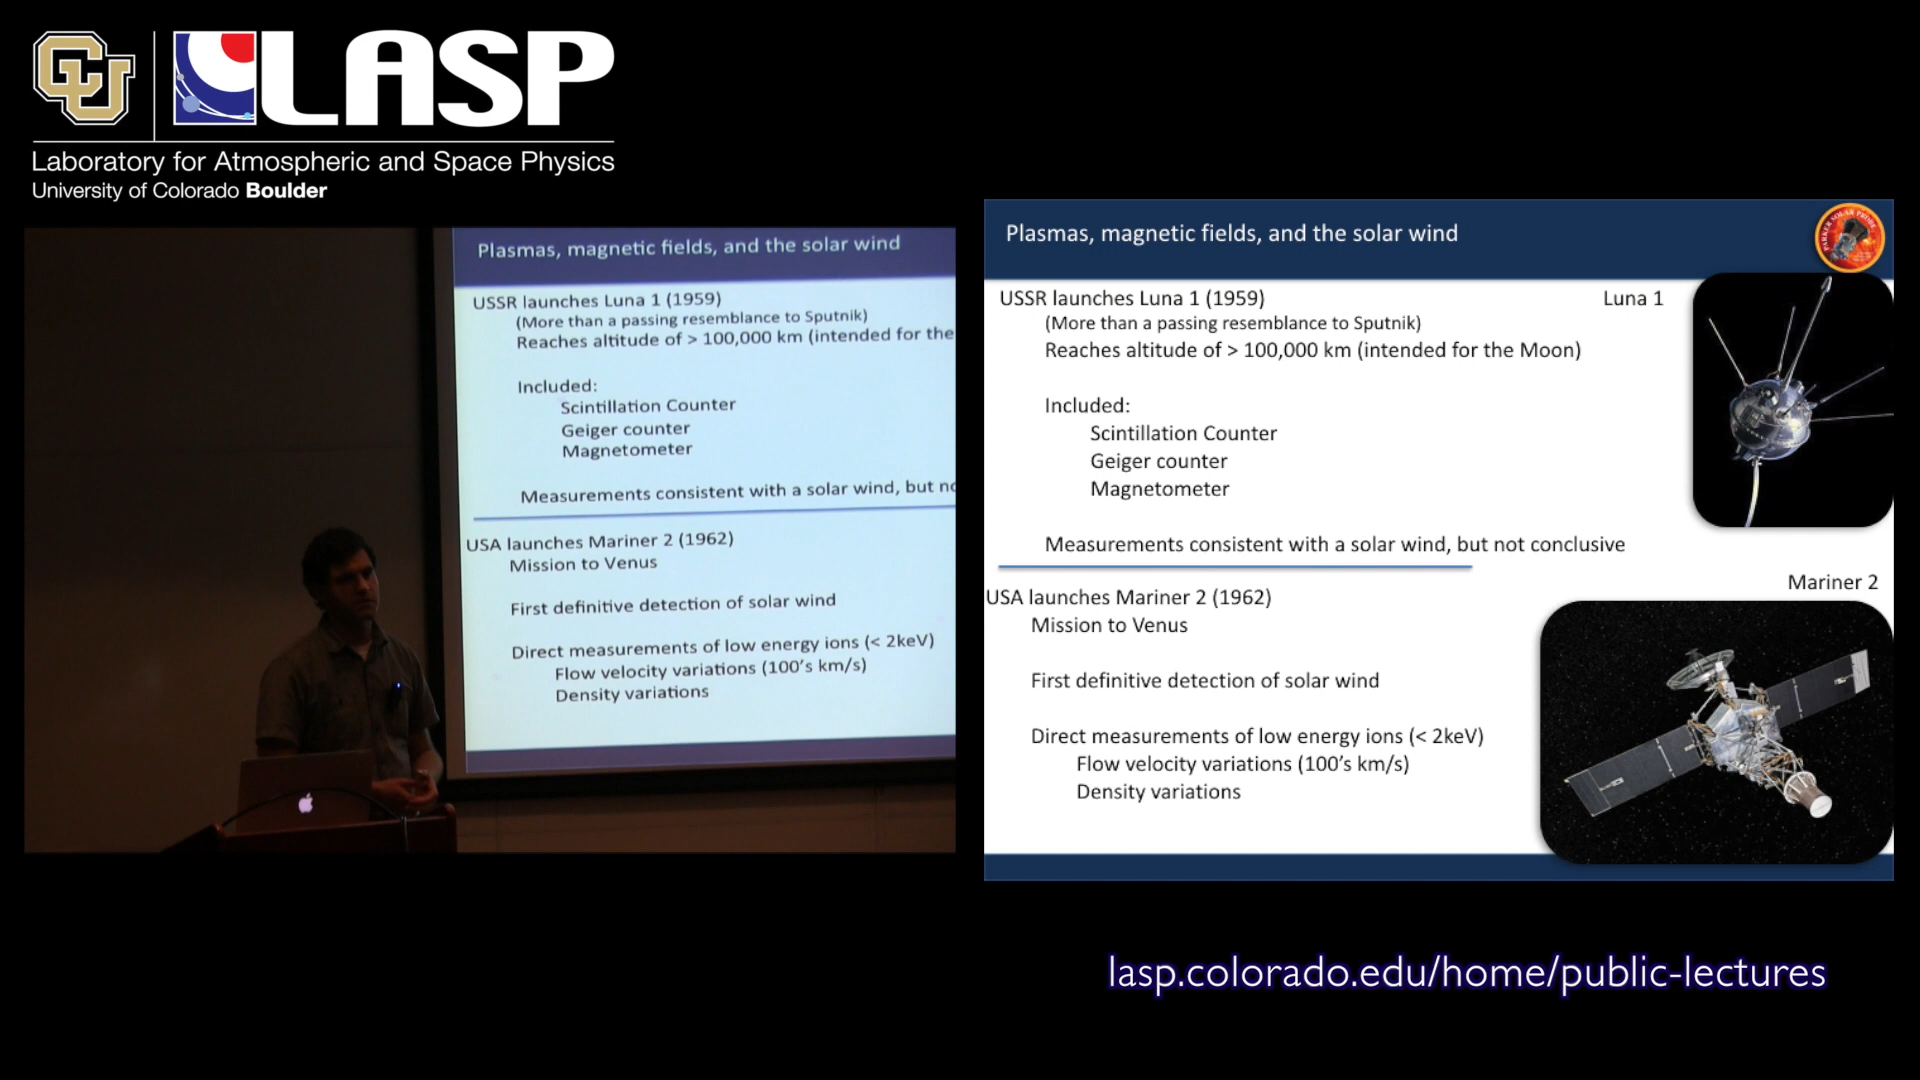 CU
LASP
Laboratory for Atmospheric and Space Physics
University of Colorado Boulder
Plasmas, magnetic fields, and the solar wind
USSR launches Luna 1 (1959)
(More than a passing resemblance to Sputnik)
Reaches altitude of > 100,000 km (intended for the
Included:
Scintillation Counter
Geiger counter
Magnetometer
Measurements consistent with a solar wind, but no
USA launches Mariner 2 (1962)
Mission to Venus
First definitive detection of solar wind
Direct measurements of low energy ions (< 2keV)
Flow velocity variations (100's km/s)
Density variations
Plasmas, magnetic fields, and the solar wind
PARKER SOLAR PROBE
USSR launches Luna 1 (1959)
Luna 1
(More than a passing resemblance to Sputnik)
Reaches altitude of > 100,000 km (intended for the Moon)
Included:
Scintillation Counter
Geiger counter
Magnetometer
Measurements consistent with a solar wind, but not conclusive
Mariner 2
USA launches Mariner 2 (1962)
Mission to Venus
First definitive detection of solar wind
Direct measurements of low energy ions (< 2keV)
Flow velocity variations (100's km/s)
Density variations
lasp.colorado.edu/home/public-lectures